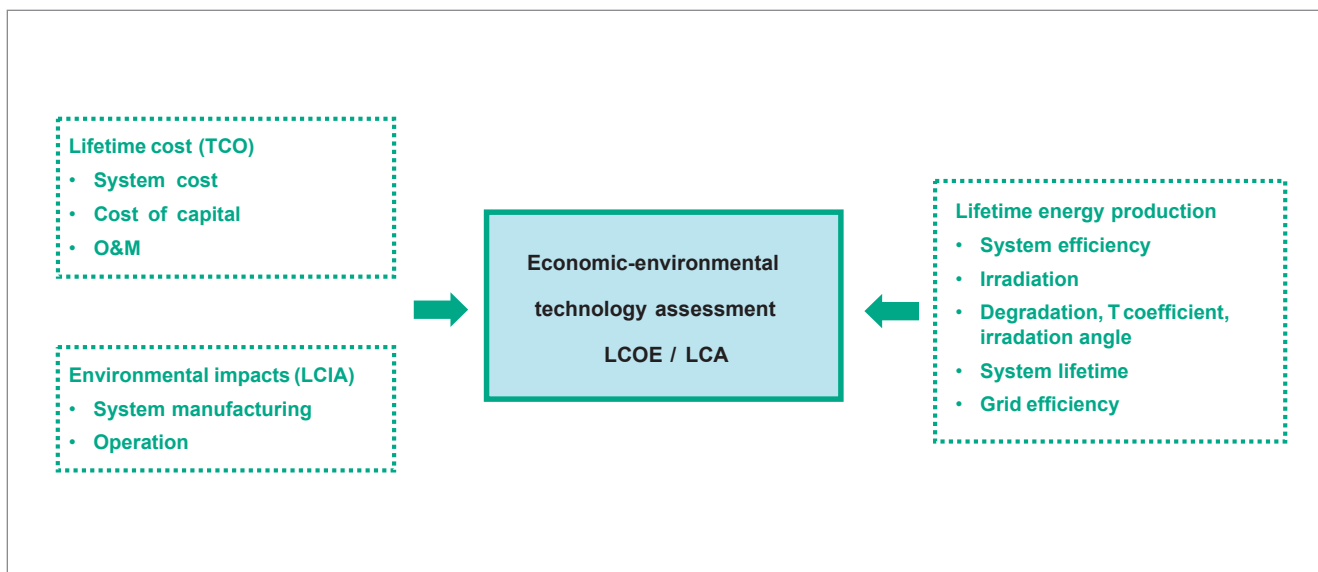 Lifetime cost (TCO)
• System cost
• Cost of capital
• O&M
Environmental impacts (LCIA)
• System manufacturing
• Operation
Economic-environmental
technology assessment
LCOE / LCA
Lifetime energy production
• System efficiency
• Irradiation
• Degradation, T coefficient,
irradation angle
• System lifetime
• Grid efficiency